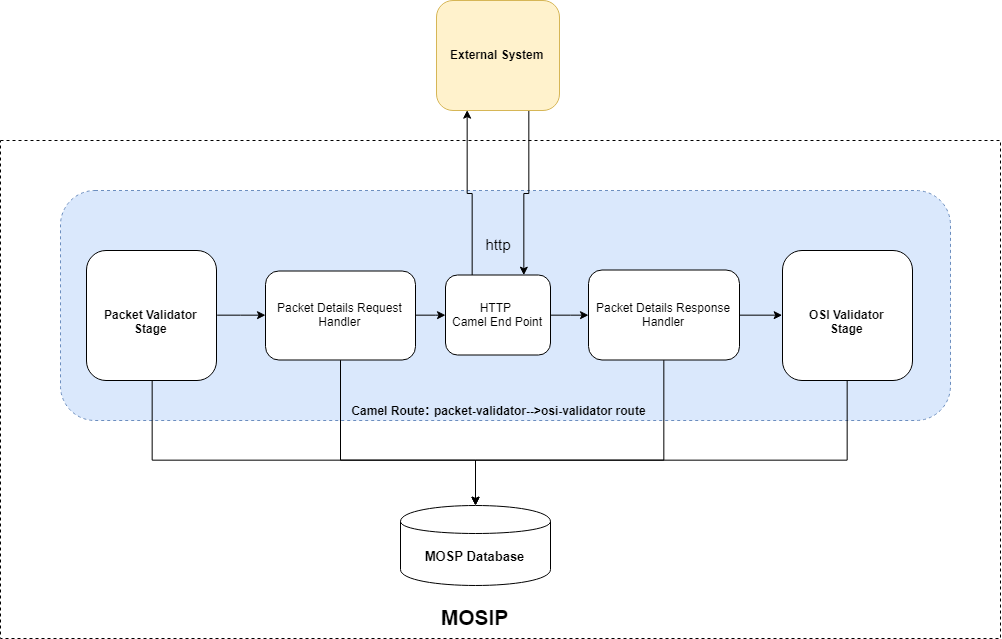 External System
http
Packet Validator
Stage
Packet Details Request
Handler
HTTP
Camel End Point
Packet Details Response
Handler
OSI Validator
Stage
Camel Route: packet-validator-->osi-validator route
MOSP Database
MOSIP